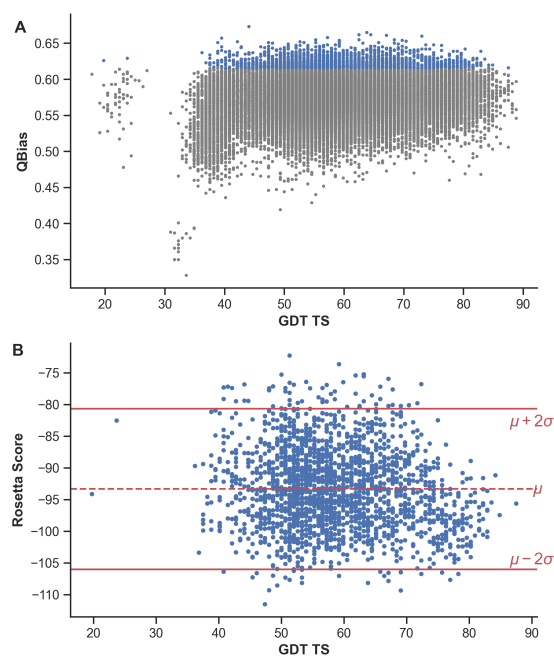 A
0.65
0.60
0.55
0.50
0.45
0.40
0.35
QBias
20 30 40 50 60 70 80 90
GDT TS
B
−75
−80
−85
−90
−95
−100
−105
−110
Rosetta Score
μ + 2σ
μ
μ − 2σ
20 30 40 50 60 70 80 90
GDT TS